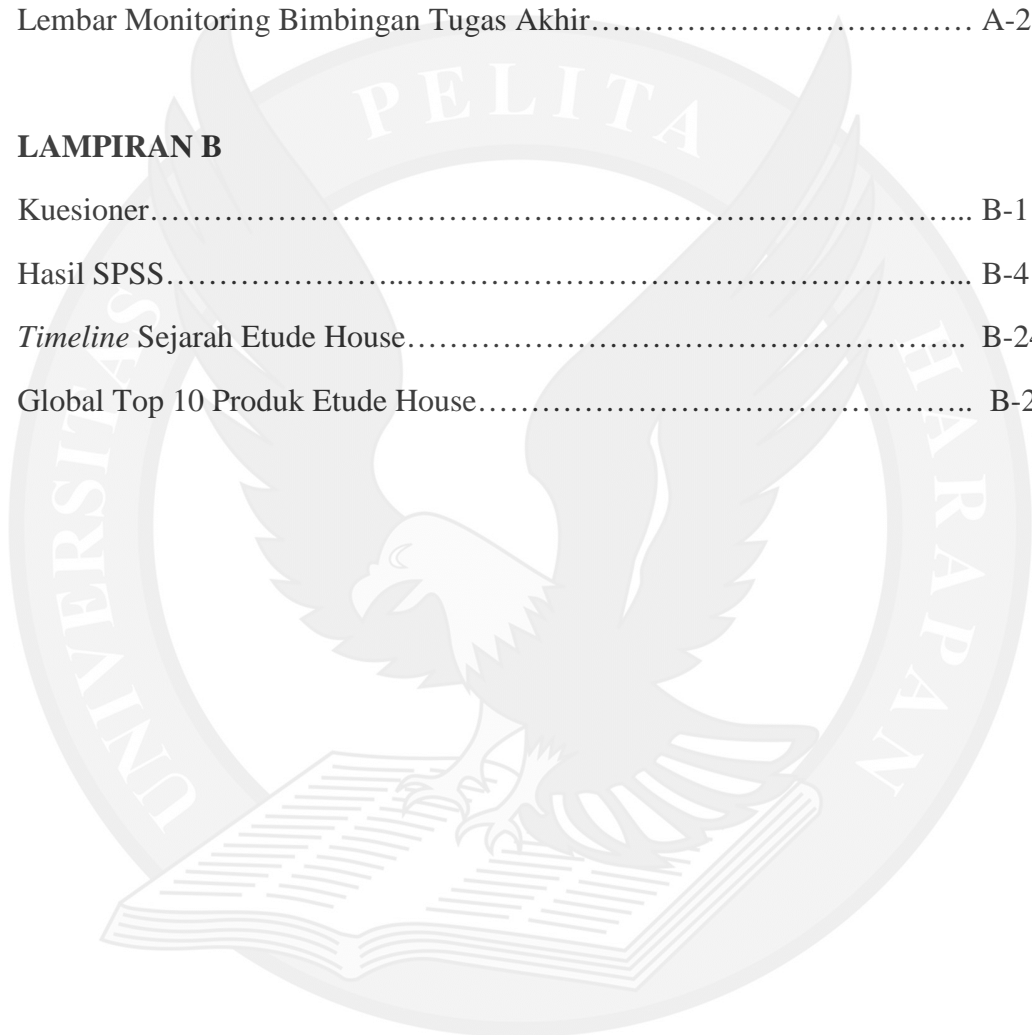 Lembar Monitoring Bimbingan Tugas Akhir……………………………… A-2
LAMPIRAN B
Kuesioner………………………………………………………………………... B-1
Hasil SPSS……………………..…………………………………………………... B-4
Timeline Sejarah Etude House…………………………………………………….. B-2
Global Top 10 Produk Etude House……………………………………………….. B-2
UNIVERSITAS PELITA HARAPAN